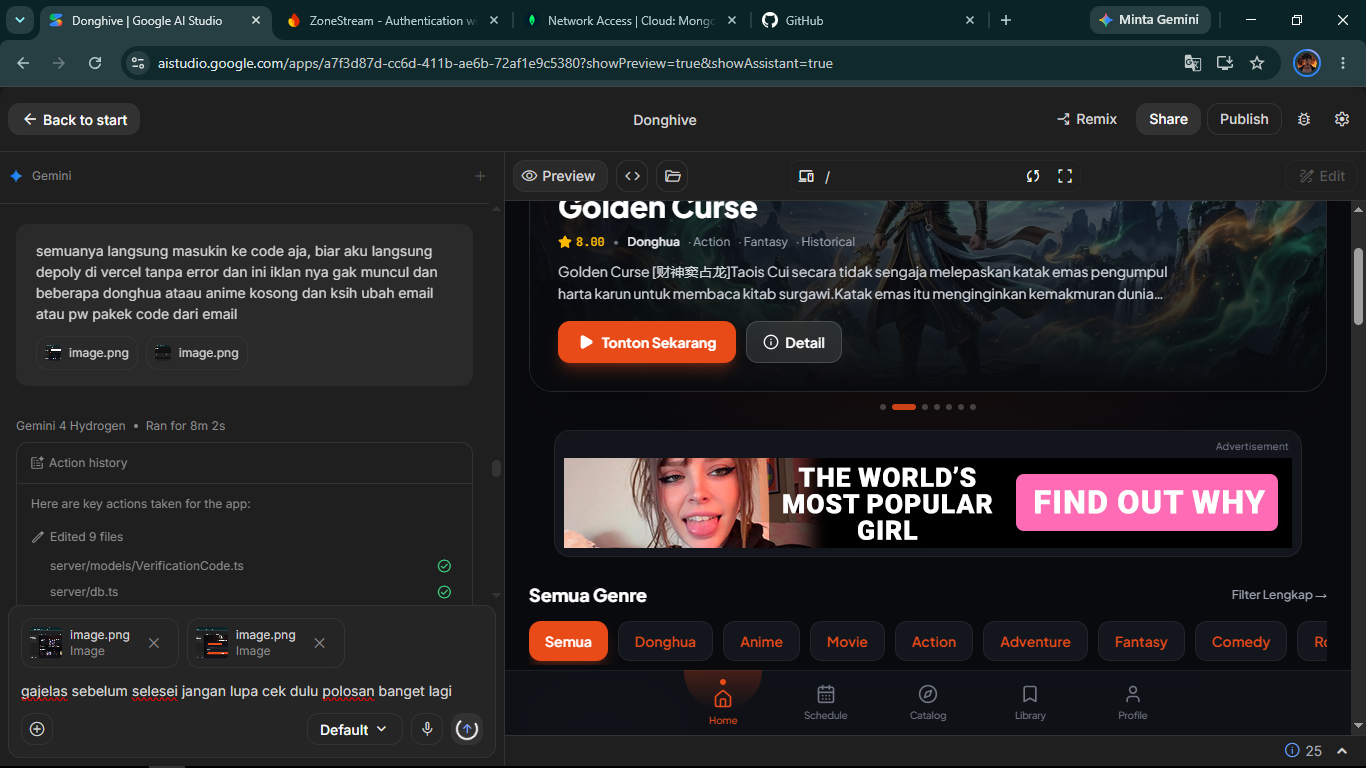 Donghive | Google AI Studio
ZoneStream - Authentication wi
Network Access | Cloud: Mongo
GitHub
Minta Gemini
aistudio.google.com/apps/a7f3d87d-cc6d-411b-ae6b-72af1e9c5380?showPreview=true&showAssistant=true
Back to start
Donghive
Remix
Share
Publish
Gemini
Preview
/
Edit
semuanya langsung masukin ke code aja, biar aku langsung
depoly di vercel tanpa error dan ini iklan nya gak muncul dan
beberapa donghua ataau anime kosong dan ksih ubah email
atau pw pakek code dari email
image.png
image.png
Gemini 4 Hydrogen • Ran for 8m 2s
Action history
Here are key actions taken for the app:
Edited 9 files
server/models/VerificationCode.ts
server/db.ts
image.png
Image
image.png
Image
gajelas sebelum selesei jangan lupa cek dulu polosan banget lagi
Default
Golden Curse
8.00 • Donghua · Action · Fantasy · Historical
Golden Curse [财神窦占龙]Taois Cui secara tidak sengaja melepaskan katak emas pengumpul
harta karun untuk membaca kitab surgawi.Katak emas itu menginginkan kemakmuran dunia...
Tonton Sekarang
Detail
Advertisement
THE WORLD'S
MOST POPULAR
GIRL
FIND OUT WHY
Semua Genre
Filter Lengkap →
Semua
Donghua
Anime
Movie
Action
Adventure
Fantasy
Comedy
Ro
Home
Schedule
Catalog
Library
Profile
25